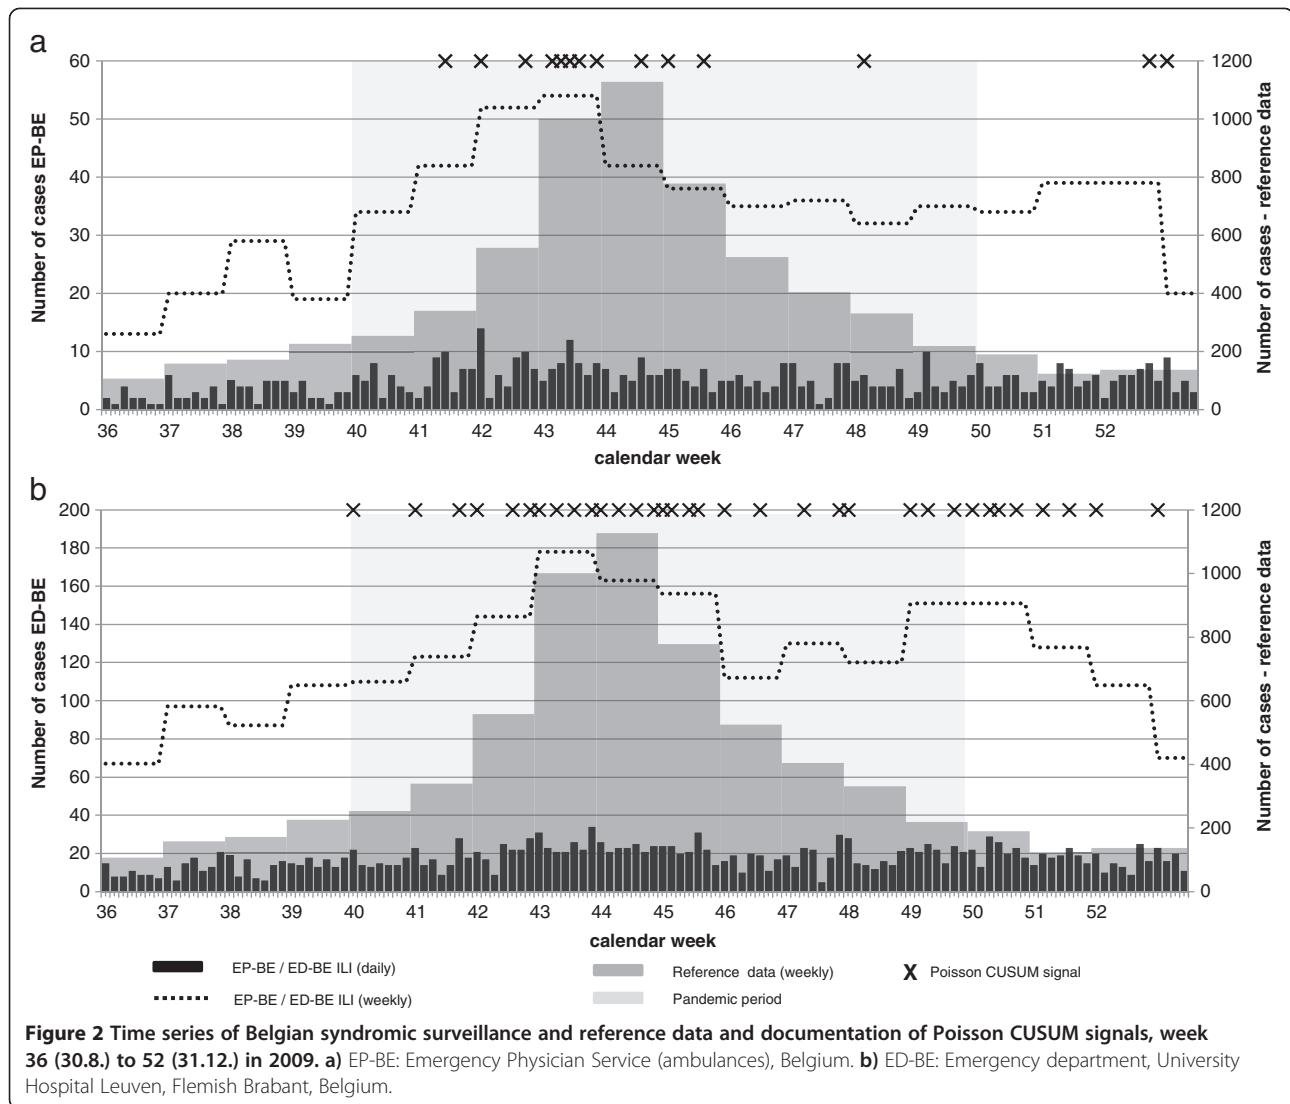 a
60
50
40
30
20
10
0
Number of cases EP-BE
1200
1000
800
600
400
200
0
Number of cases - reference data
36 37 38 39 40 41 42 43 44 45 46 47 48 49 50 51 52
calendar week
b
200
180
160
140
120
100
80
60
40
20
0
Number of cases ED-BE
1200
1000
800
600
400
200
0
Number of cases - reference data
36 37 38 39 40 41 42 43 44 45 46 47 48 49 50 51 52
calendar week
EP-BE / ED-BE ILI (daily)
EP-BE / ED-BE ILI (weekly)
Reference data (weekly)
Pandemic period
X Poisson CUSUM signal
Figure 2 Time series of Belgian syndromic surveillance and reference data and documentation of Poisson CUSUM signals, week
36 (30.8.) to 52 (31.12.) in 2009. a) EP-BE: Emergency Physician Service (ambulances), Belgium. b) ED-BE: Emergency department, University
Hospital Leuven, Flemish Brabant, Belgium.